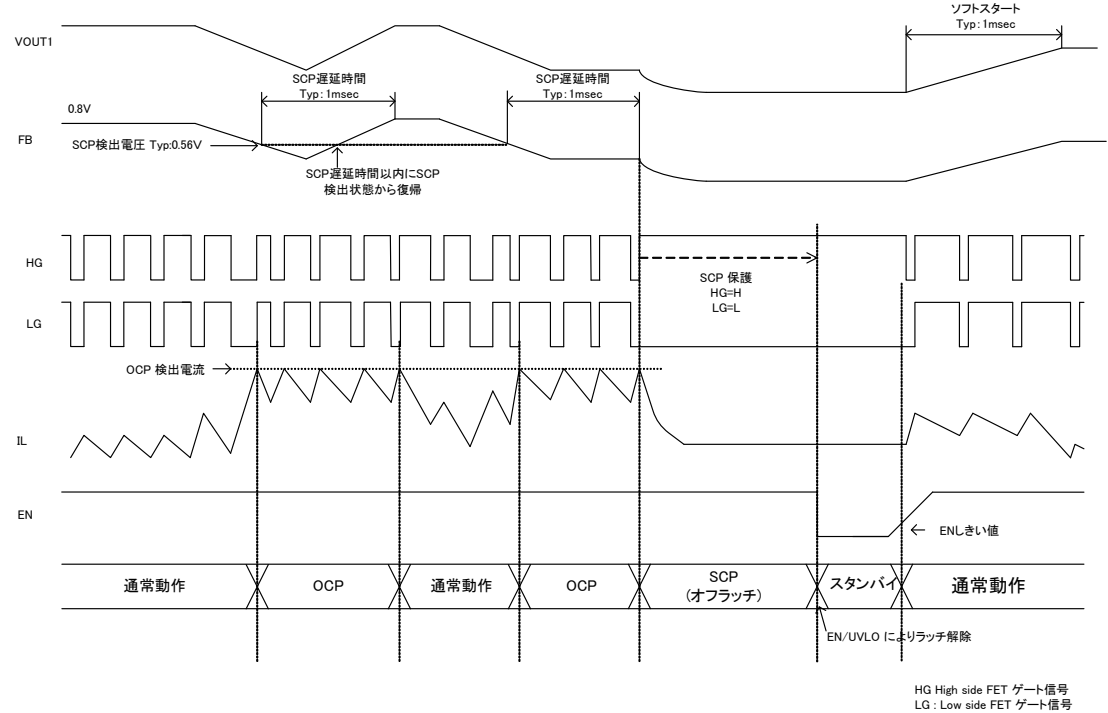 ソフトスタート
Typ：1msec
VOUT1
SCP遅延時間
Typ：1msec
SCP遅延時間
Typ：1msec
0.8V
FB
SCP検出電圧 Typ:0.56V
SCP遅延時間以内にSCP
検出状態から復帰
HG
SCP 保護
HG=H
LG=L
LG
OCP 検出電流
IL
EN
ENしきい値
通常動作
OCP
通常動作
OCP
SCP
(オフラッチ)
スタンバイ
通常動作
EN/UVLO によりラッチ解除
HG High side FET ゲート信号
LG : Low side FET ゲート信号